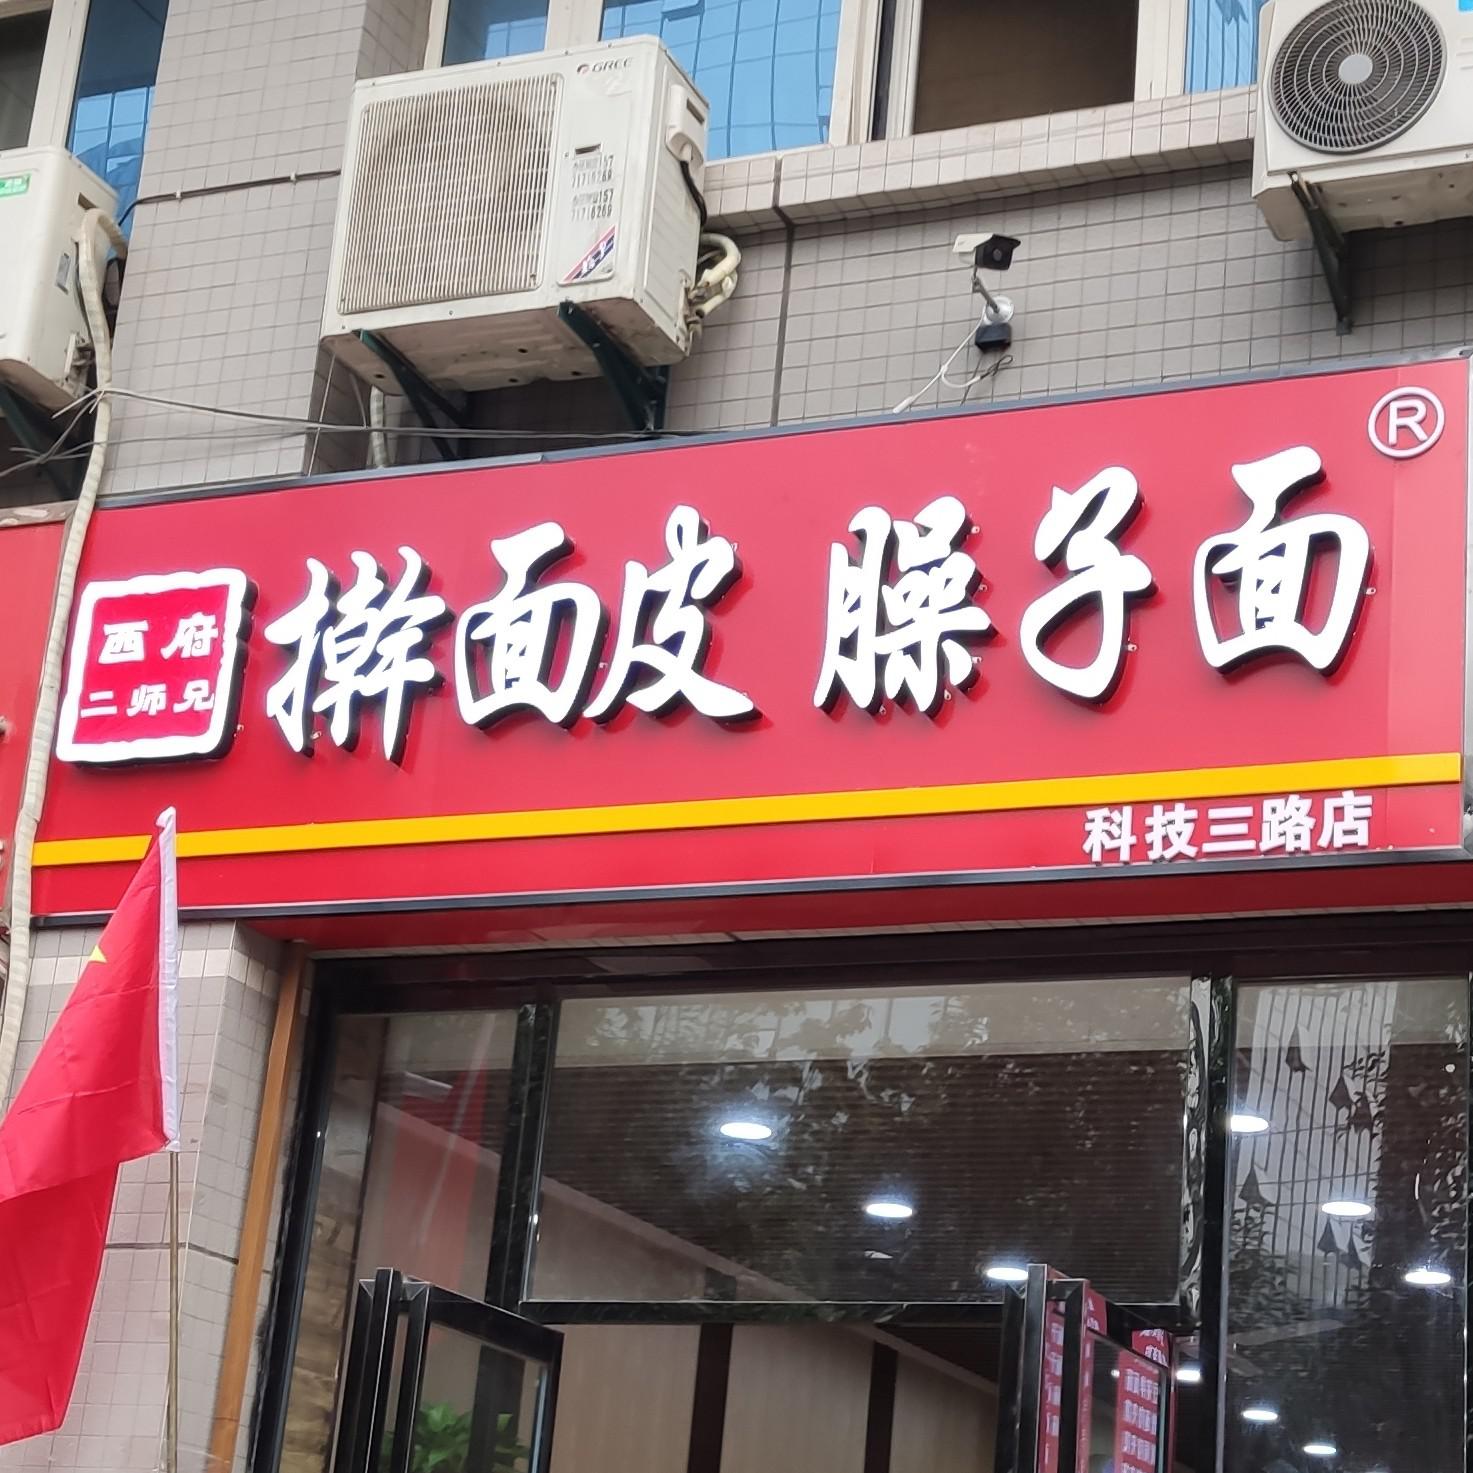 GREE
西府
二师兄
擀面皮 臊子面
®
科技三路店